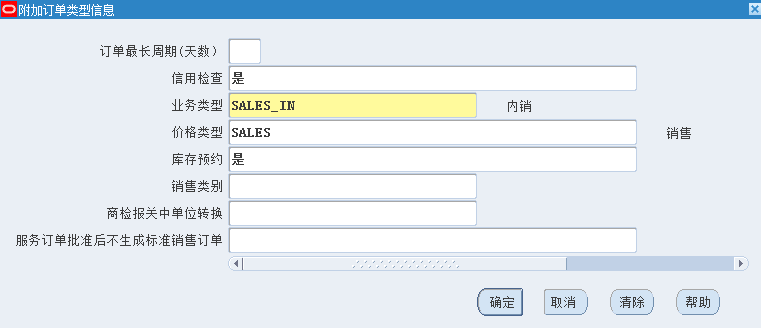 附加订单类型信息
订单最长周期(天数)
信用检查 是
业务类型 SALES_IN 内销
价格类型 SALES 销售
库存预约 是
销售类别
商检报关中单位转换
服务订单批准后不生成标准销售订单
确定 取消 清除 帮助